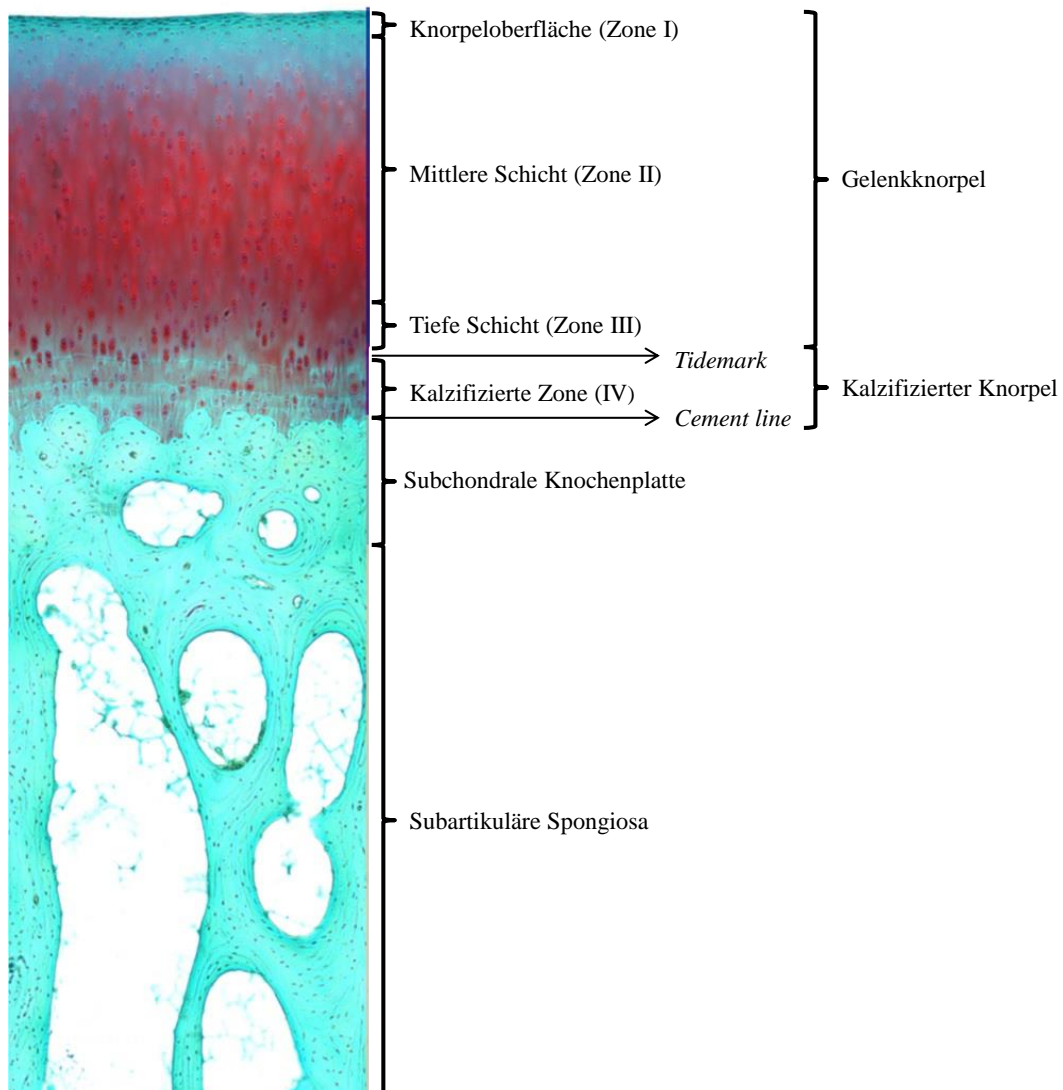 Knorpeloberfläche (Zone I)
Mittlere Schicht (Zone II)
Gelenkknorpel
Tiefe Schicht (Zone III)
Tidemark
Kalzifizierte Zone (IV)
Kalzifizierter Knorpel
Cement line
Subchondrale Knochenplatte
Subartikuläre Spongiosa